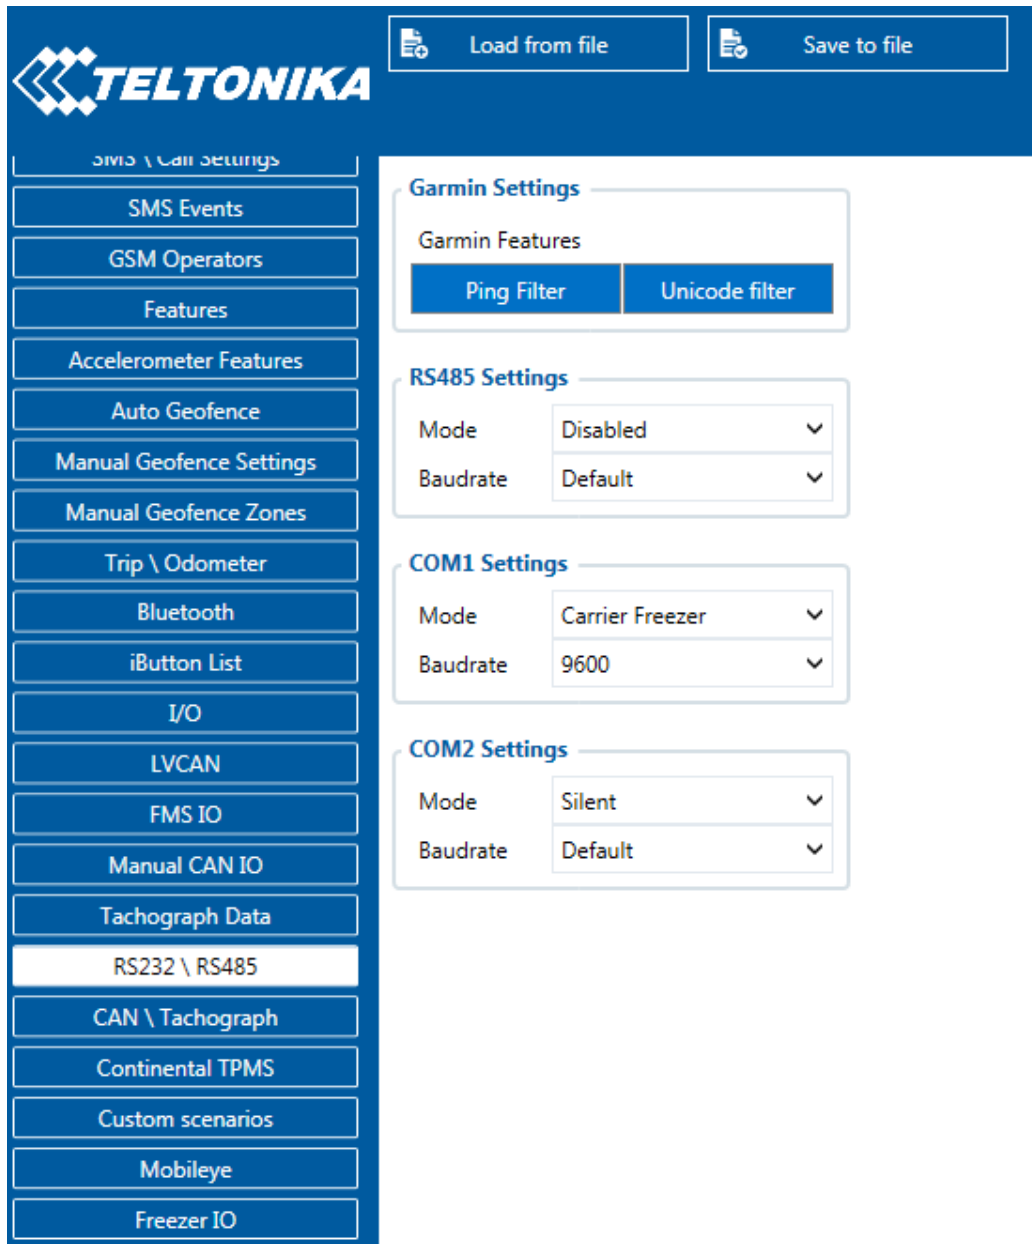 Load from file
Save to file
TELTONIKA
SMS \ Call Settings
SMS Events
GSM Operators
Features
Accelerometer Features
Auto Geofence
Manual Geofence Settings
Manual Geofence Zones
Trip \ Odometer
Bluetooth
iButton List
I/O
LVCAN
FMS IO
Manual CAN IO
Tachograph Data
RS232 \ RS485
CAN \ Tachograph
Continental TPMS
Custom scenarios
Mobileye
Freezer IO
Garmin Settings
Garmin Features
Ping Filter Unicode filter
RS485 Settings
Mode Disabled
Baudrate Default
COM1 Settings
Mode Carrier Freezer
Baudrate 9600
COM2 Settings
Mode Silent
Baudrate Default